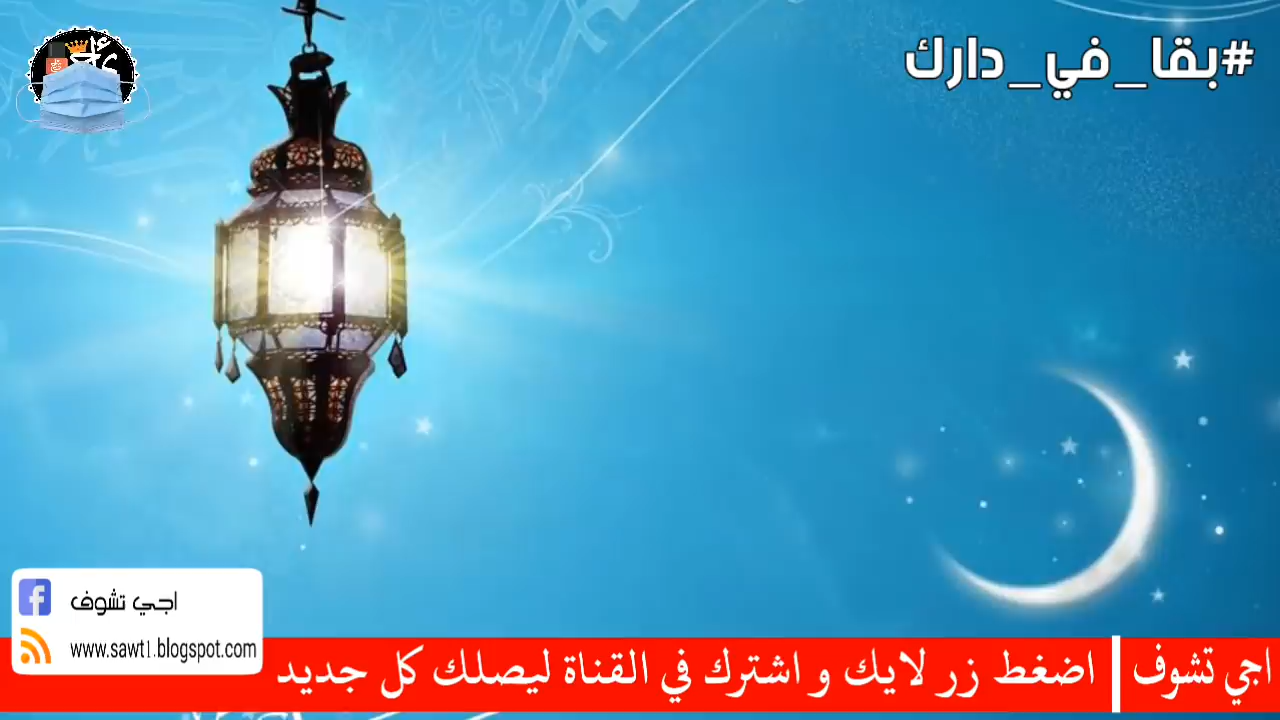 #بقا_في_دارك
اجي تشوف
www.sawt1.blogspot.com
اجي تشوف | اضغط زر لايك و اشترك في القناة ليصلك كل جديد